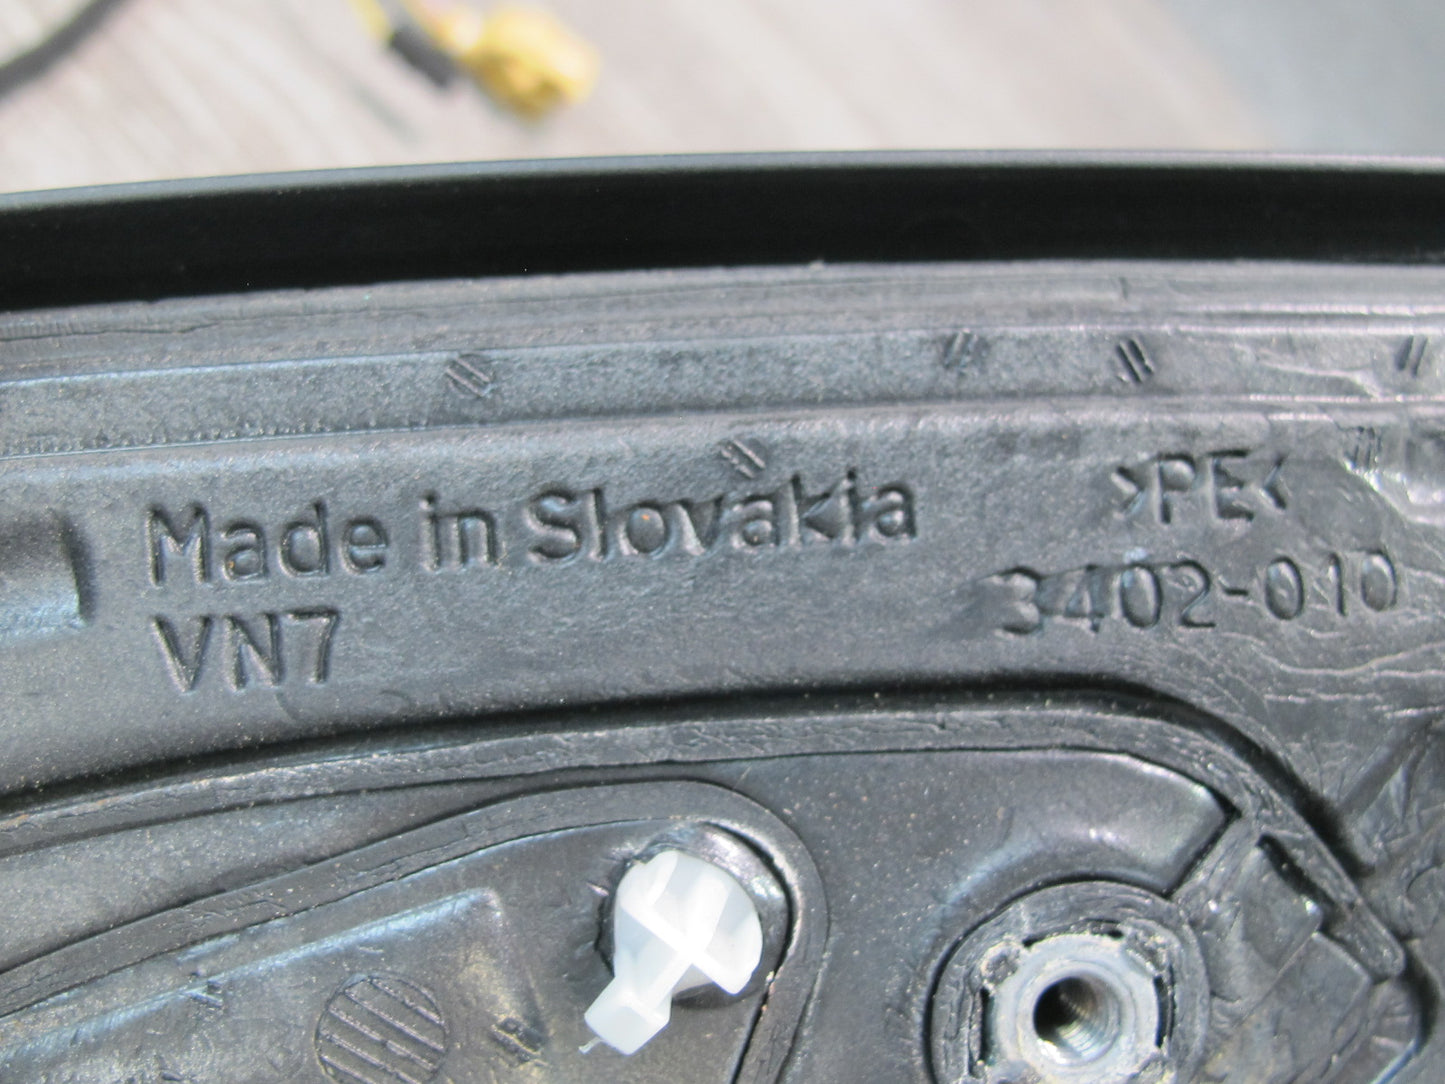 Made in Slovakia
VN7
>PE<
3402-010